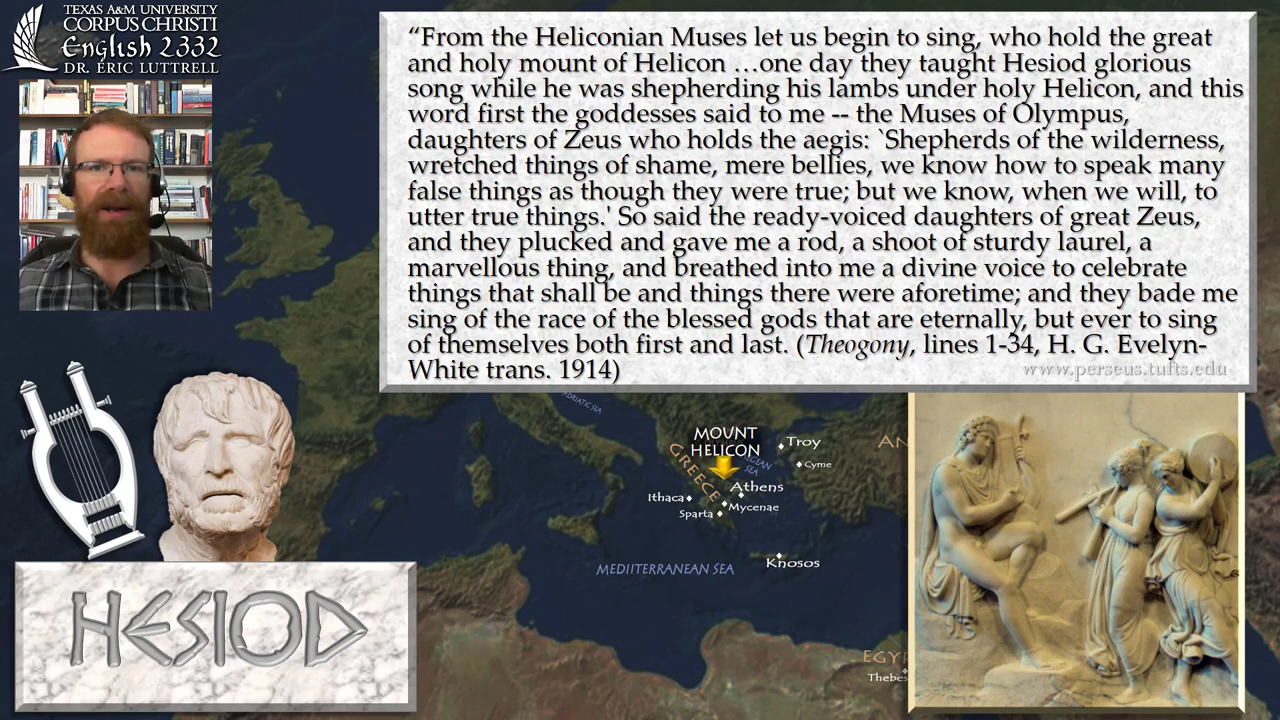 TEXAS A&M UNIVERSITY
CORPUS CHRISTI
English 2332
DR. ERIC LUTTRELL
“From the Heliconian Muses let us begin to sing, who hold the great
and holy mount of Helicon …one day they taught Hesiod glorious
song while he was shepherding his lambs under holy Helicon, and this
word first the goddesses said to me -- the Muses of Olympus,
daughters of Zeus who holds the aegis: `Shepherds of the wilderness,
wretched things of shame, mere bellies, we know how to speak many
false things as though they were true; but we know, when we will, to
utter true things.' So said the ready-voiced daughters of great Zeus,
and they plucked and gave me a rod, a shoot of sturdy laurel, a
marvellous thing, and breathed into me a divine voice to celebrate
things that shall be and things there were aforetime; and they bade me
sing of the race of the blessed gods that are eternally, but ever to sing
of themselves both first and last. (Theogony, lines 1-34, H. G. Evelyn-
White trans. 1914)
www.perseus.tufts.edu
ADRIATIC SEA
MOUNT
HELICON
GREECE
EGEAN
SEA
Troy
Cyme
AN
Athens
Ithaca
Mycenae
Sparta
Knosos
MEDIITERRANEAN SEA
EGYP
Thebes
HESIOD